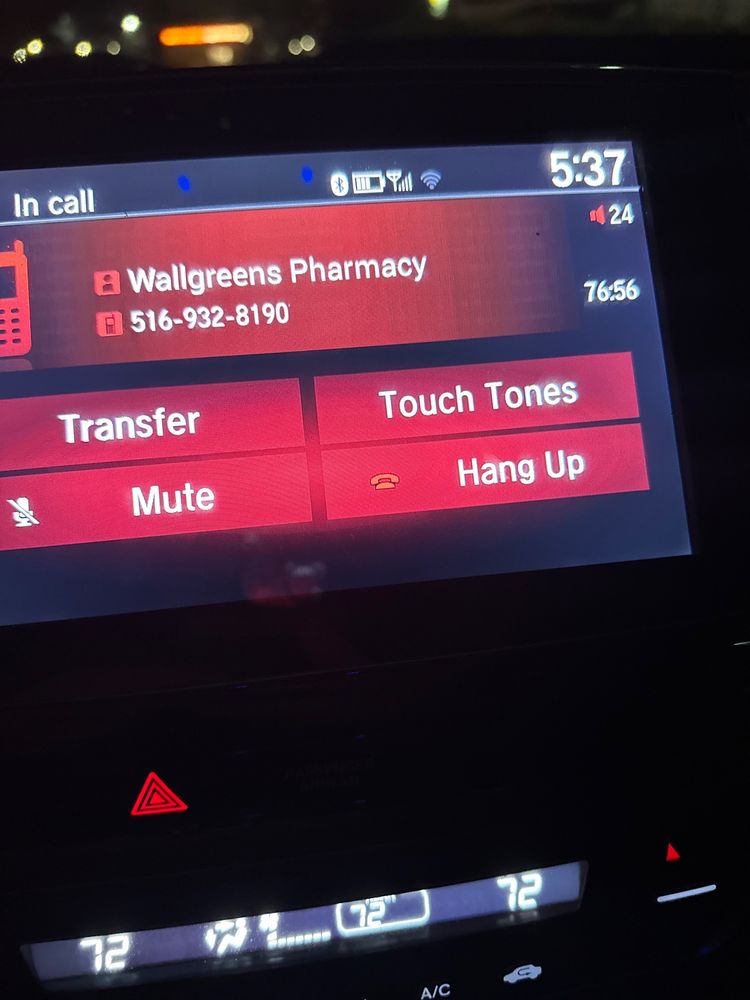 In call
5:37
24
Wallgreens Pharmacy
76:56
516-932-8190
Transfer
Touch Tones
Mute
Hang Up
72
72
72
A/C